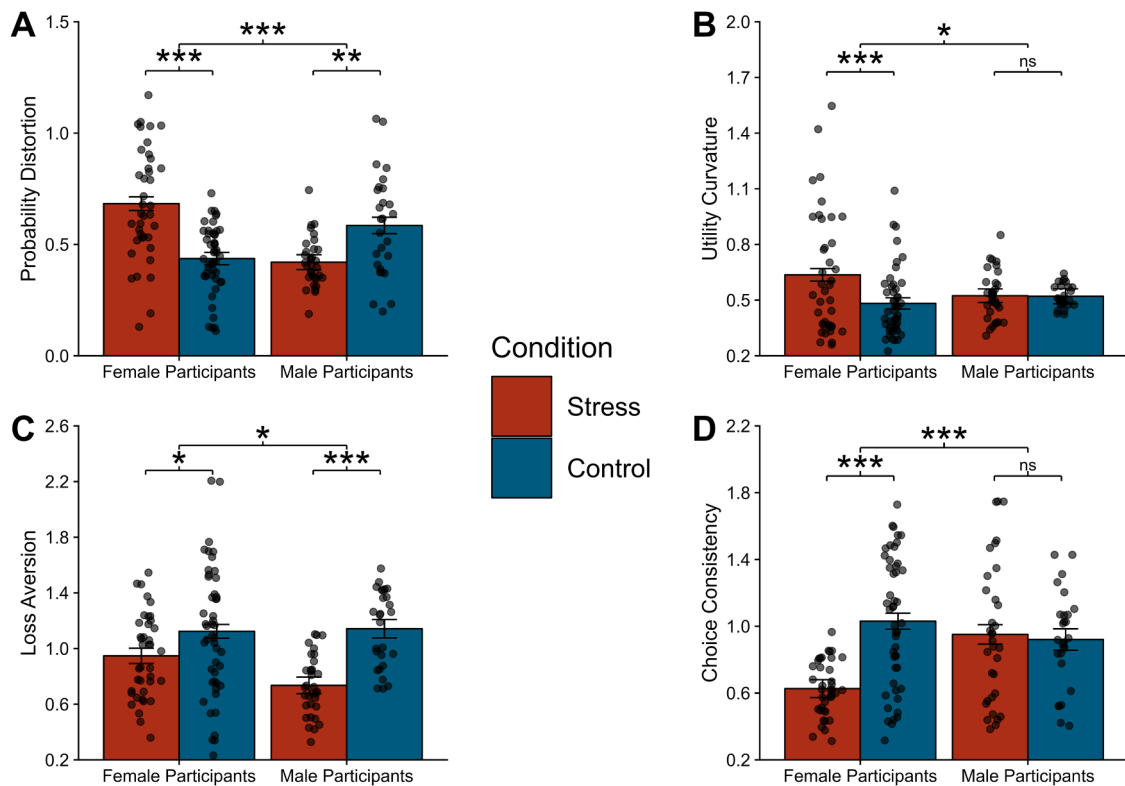 A
Probability Distortion
1.5
1.0
0.5
0.0
***
*** **
Female Participants Male Participants
B
Utility Curvature
2.0
1.7
1.4
1.1
0.8
0.5
0.2
*
*** ns
Female Participants Male Participants
Condition
Stress
Control
C
Loss Aversion
2.6
2.2
1.8
1.4
1.0
0.6
0.2
*
* ***
Female Participants Male Participants
D
Choice Consistency
2.2
1.8
1.4
1.0
0.6
0.2
***
*** ns
Female Participants Male Participants